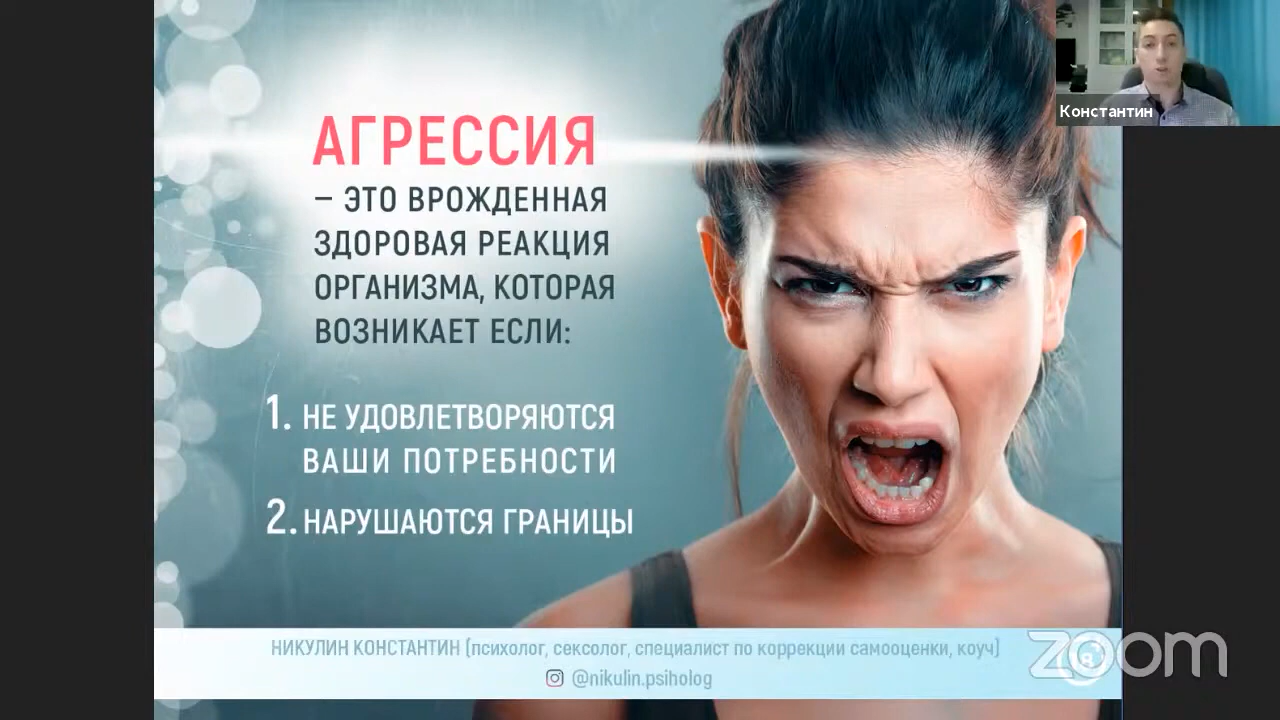 Константин
АГРЕССИЯ
– ЭТО ВРОЖДЕННАЯ
ЗДОРОВАЯ РЕАКЦИЯ
ОРГАНИЗМА, КОТОРАЯ
ВОЗНИКАЕТ ЕСЛИ:
1. НЕ УДОВЛЕТВОРЯЮТСЯ
ВАШИ ПОТРЕБНОСТИ
2. НАРУШАЮТСЯ ГРАНИЦЫ
НИКУЛИН КОНСТАНТИН (психолог, сексолог, специалист по коррекции самооценки, коуч)
@nikulin.psiholog
zoom